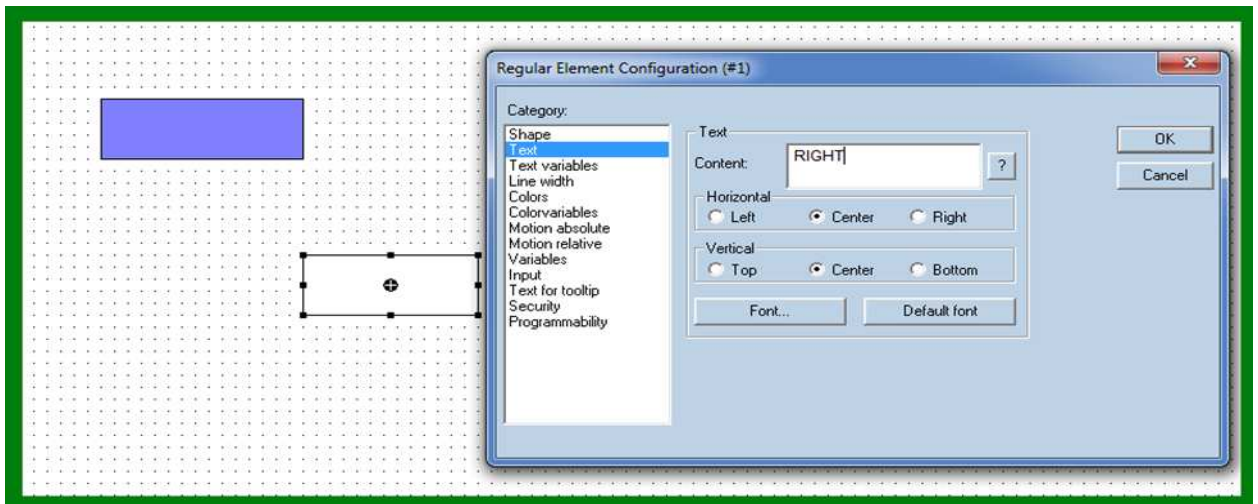 Regular Element Configuration (#1)
Category:
Shape
Text
Text variables
Line width
Colors
Colorvariables
Motion absolute
Motion relative
Variables
Input
Text for tooltip
Security
Programmability
Text
Content:
RIGHT
?
Horizontal
Left Center Right
Vertical
Top Center Bottom
Font... Default font
OK
Cancel